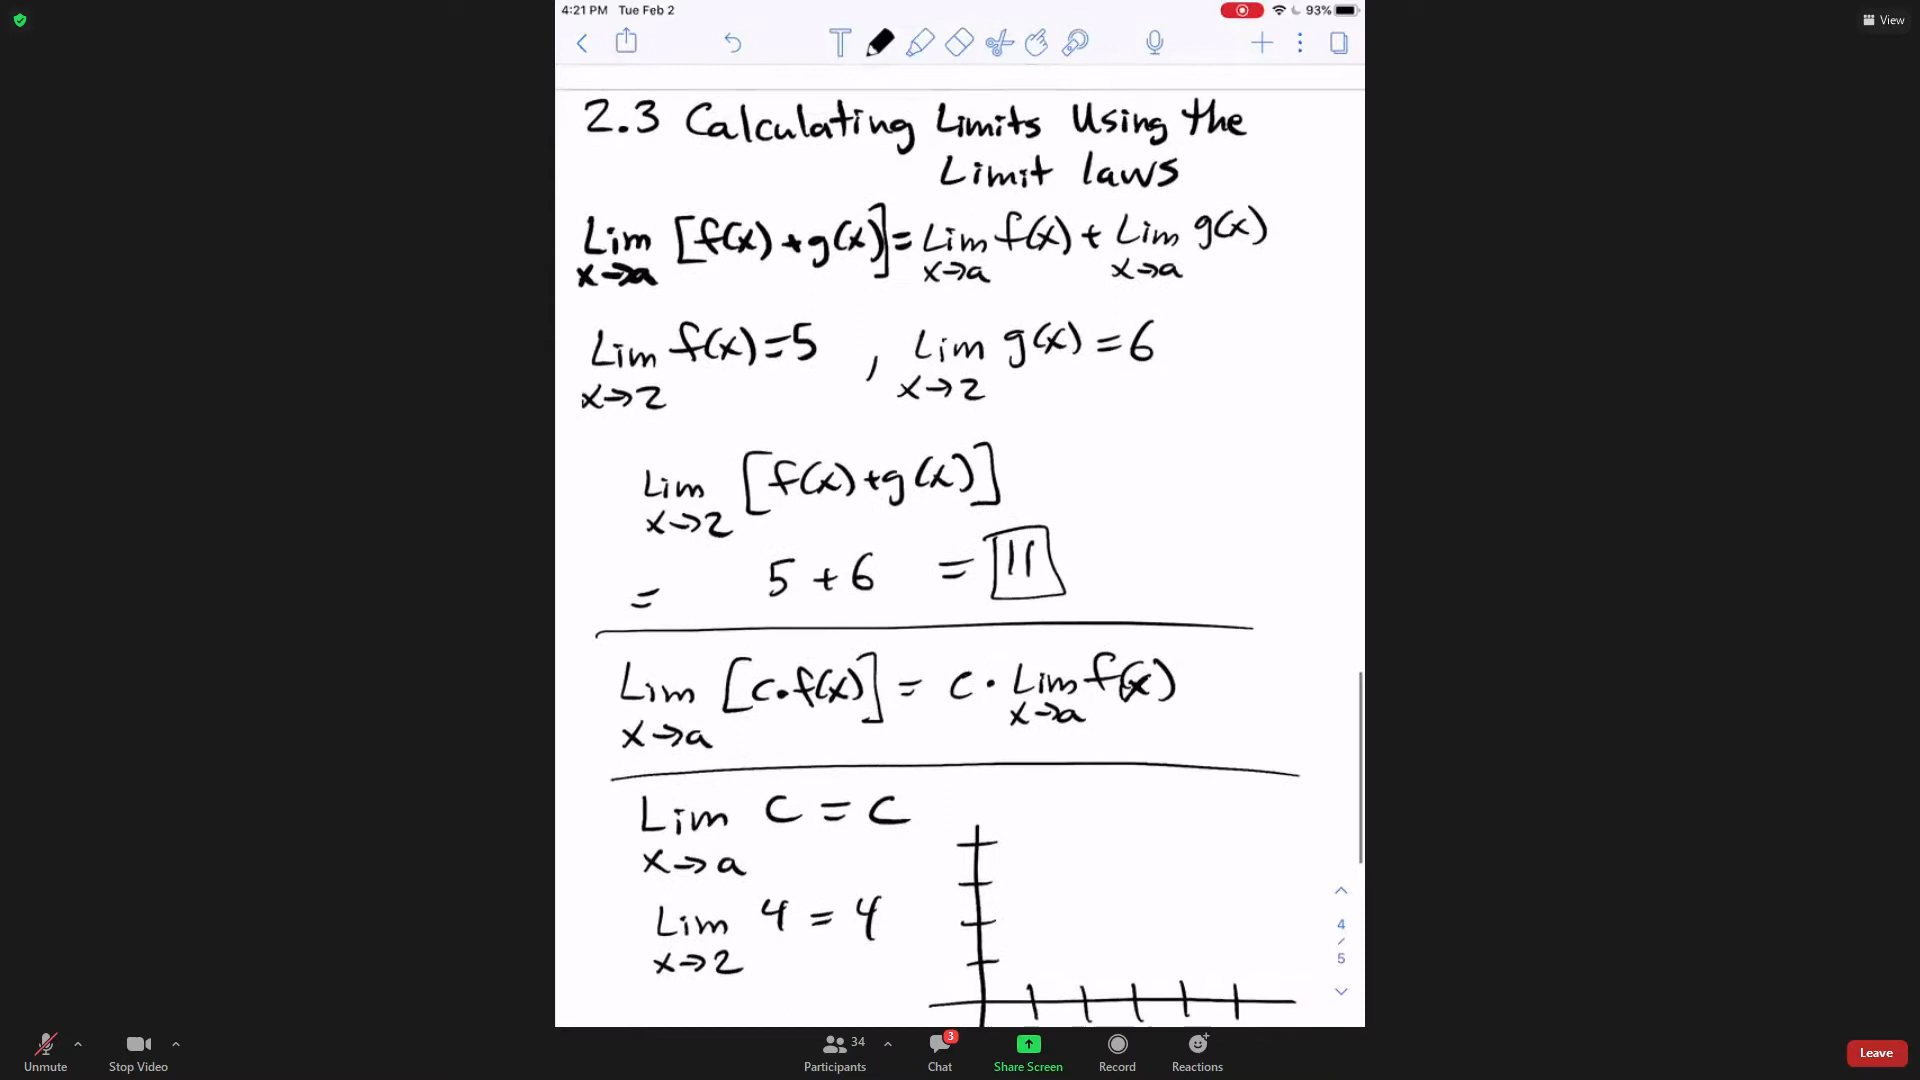 4:21 PM Tue Feb 2
93%
View
T
2.3 Calculating Limits Using the
Limit laws
Lim [f(x)+g(x)] = Lim f(x) + Lim g(x)
x→a x→a x→a
Lim f(x)=5 , Lim g(x) = 6
x→2 x→2
Lim [f(x)+g(x)]
x→2
= 5 + 6 = 11
Lim [c·f(x)] = c · Lim f(x)
x→a x→a
Lim c = c
x→a
Lim 4 = 4
x→2
4
/
5
Unmute
Stop Video
34
Participants
3
Chat
Share Screen
Record
Reactions
Leave